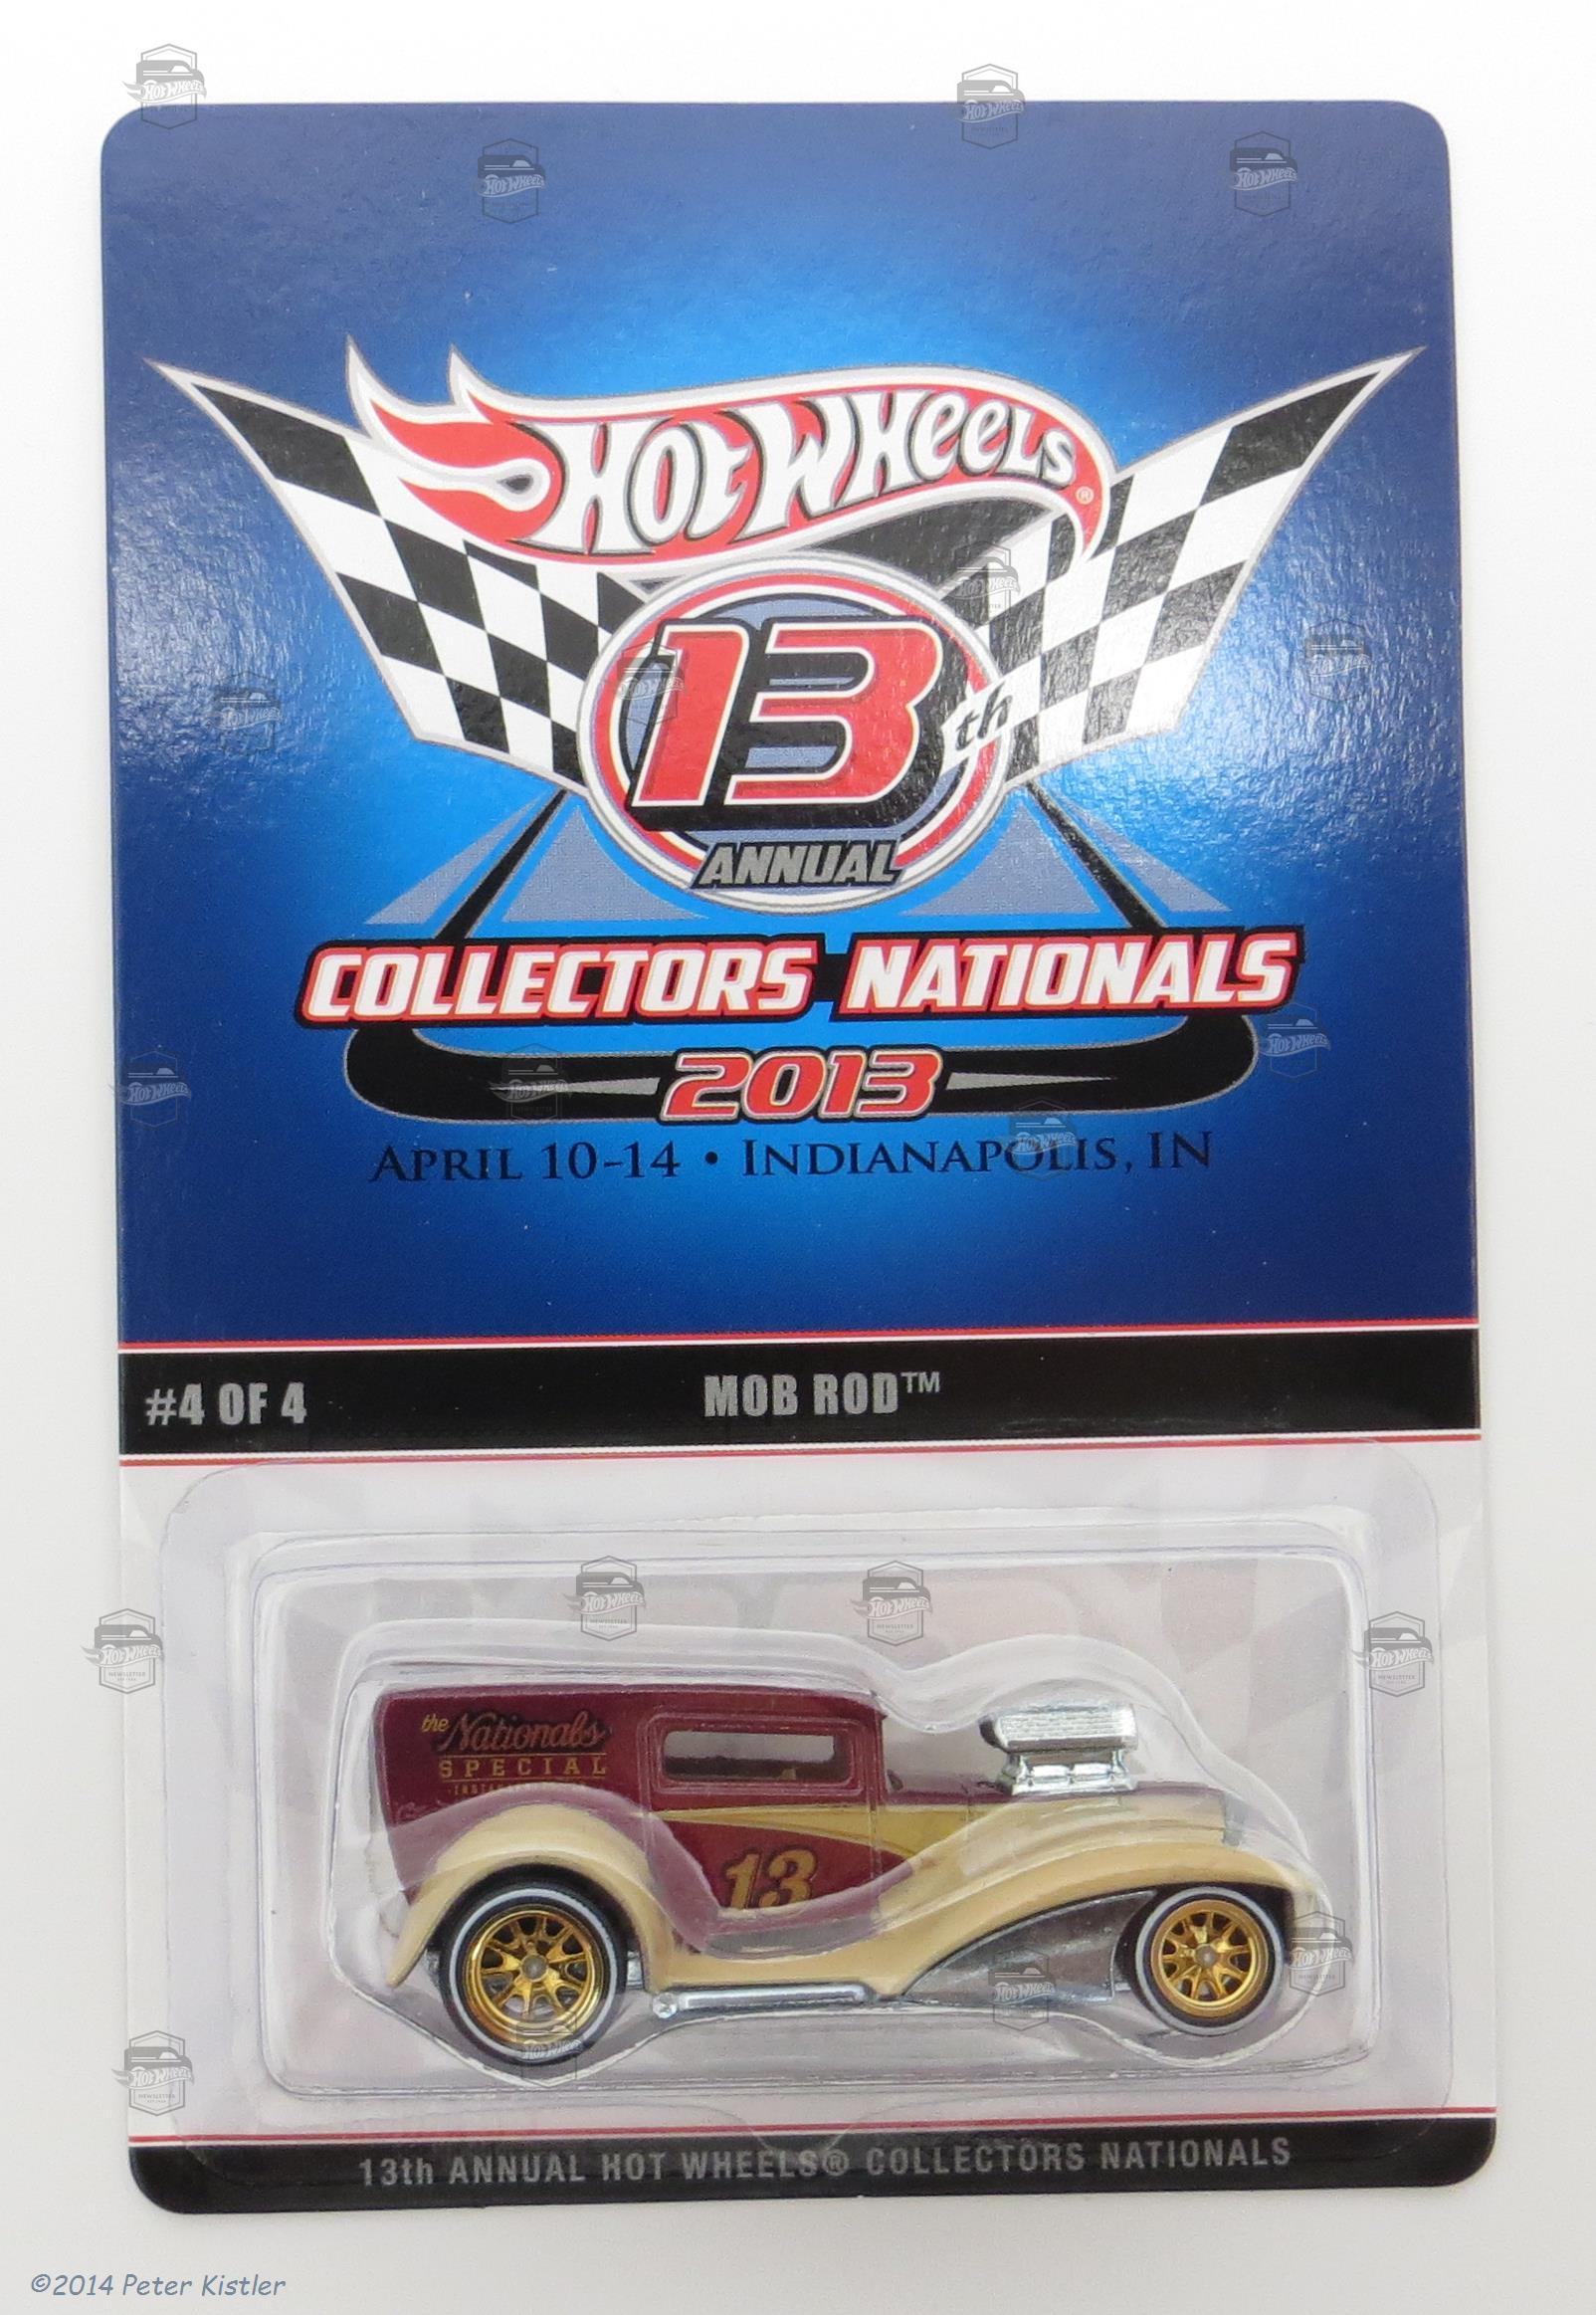 HOT WHEELS®
13th
ANNUAL
COLLECTORS NATIONALS
2013
APRIL 10-14 • INDIANAPOLIS, IN
#4 OF 4
MOB ROD™
the Nationals
SPECIAL
13
13th ANNUAL HOT WHEELS® COLLECTORS NATIONALS
©2014 Peter Kistler